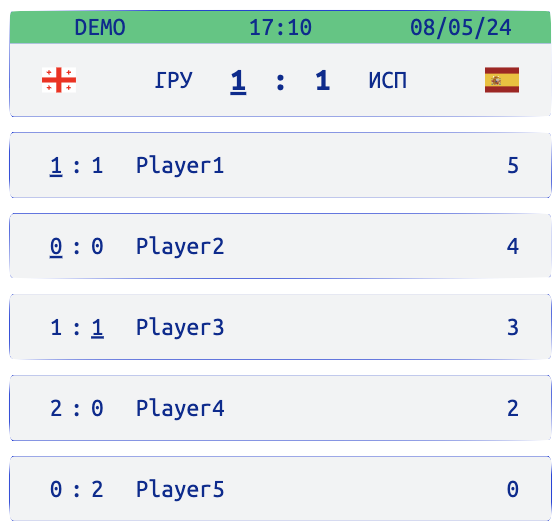 DEMO 17:10 08/05/24
ГРУ 1 : 1 ИСП
1 : 1 Player1 5
0 : 0 Player2 4
1 : 1 Player3 3
2 : 0 Player4 2
0 : 2 Player5 0